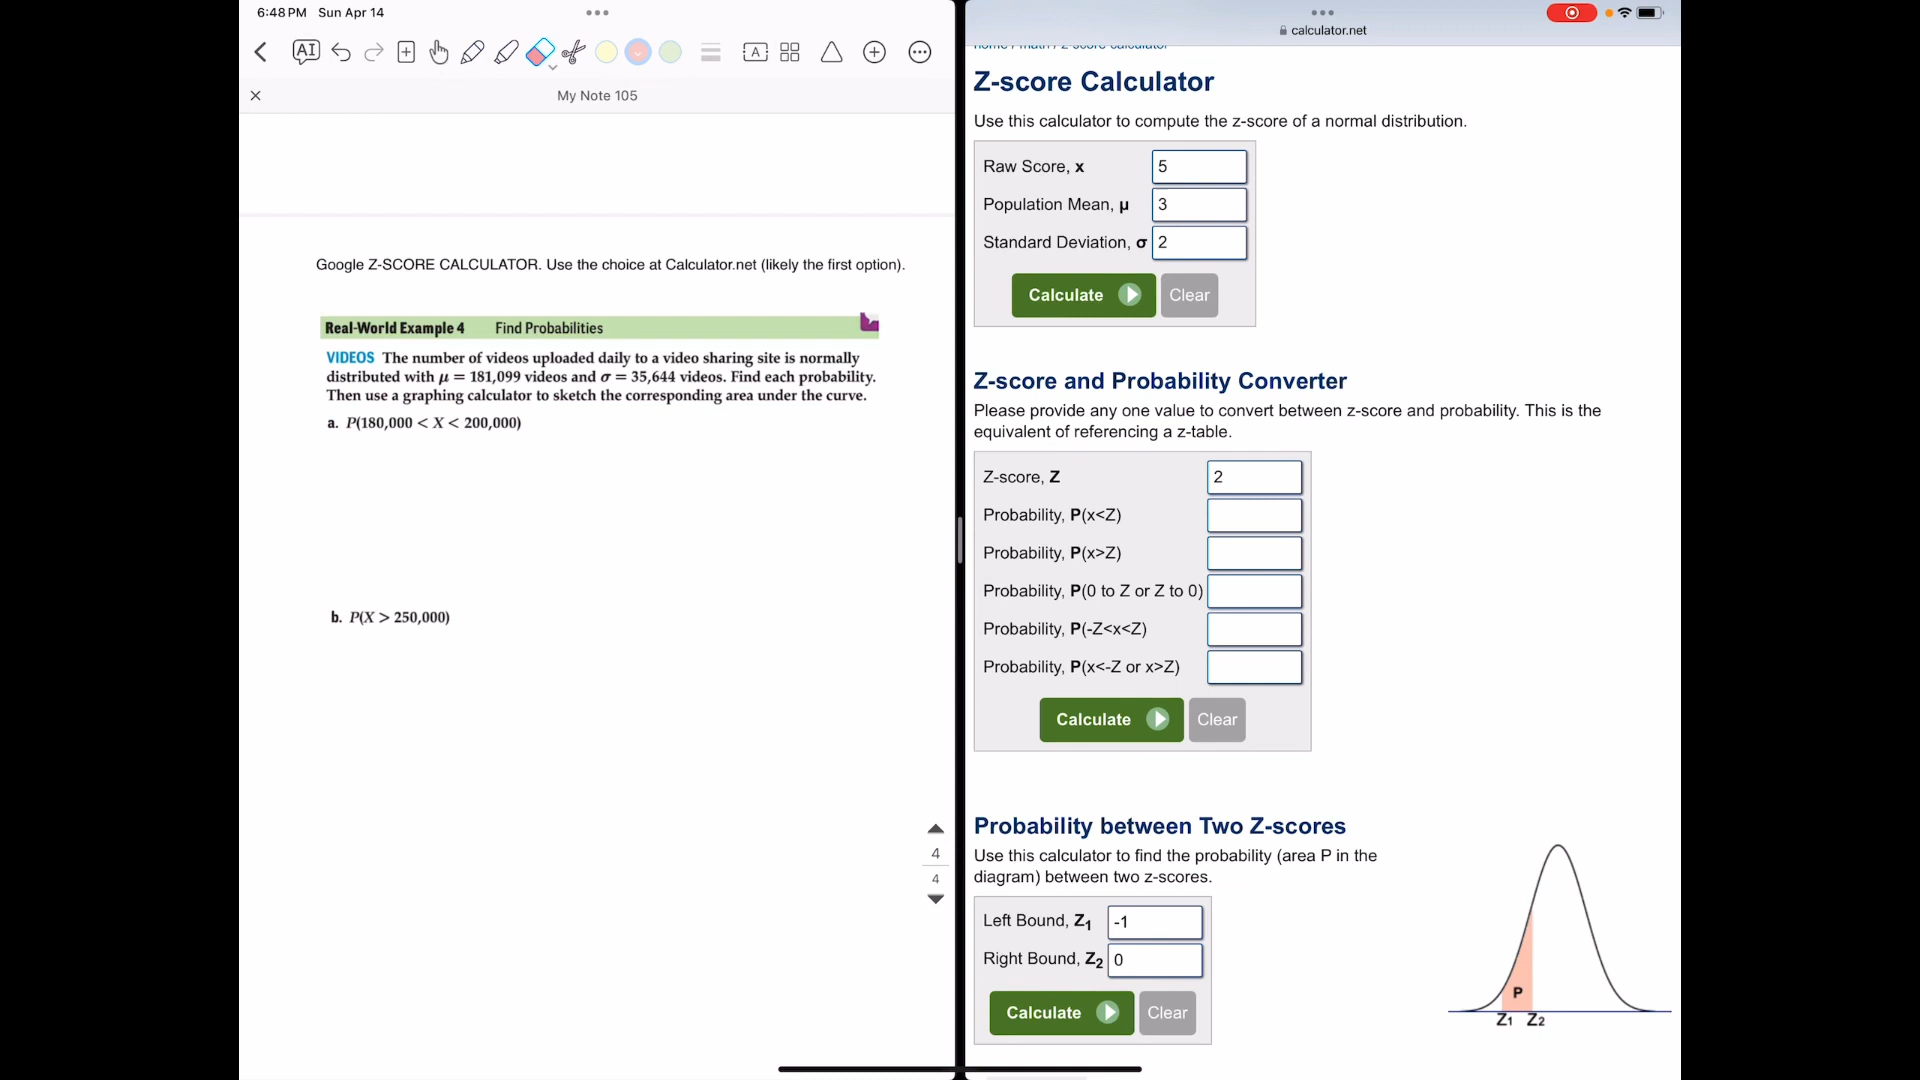 6:48 PM Sun Apr 14
AI
A
My Note 105
Google Z-SCORE CALCULATOR. Use the choice at Calculator.net (likely the first option).
Real-World Example 4 Find Probabilities
VIDEOS The number of videos uploaded daily to a video sharing site is normally
distributed with μ = 181,099 videos and σ = 35,644 videos. Find each probability.
Then use a graphing calculator to sketch the corresponding area under the curve.
a. P(180,000 < X < 200,000)
b. P(X > 250,000)
4
4
calculator.net
home / math / z-score calculator
Z-score Calculator
Use this calculator to compute the z-score of a normal distribution.
Raw Score, x 5
Population Mean, μ 3
Standard Deviation, σ 2
Calculate Clear
Z-score and Probability Converter
Please provide any one value to convert between z-score and probability. This is the
equivalent of referencing a z-table.
Z-score, Z 2
Probability, P(x<Z)
Probability, P(x>Z)
Probability, P(0 to Z or Z to 0)
Probability, P(-Z<x<Z)
Probability, P(x<-Z or x>Z)
Calculate Clear
Probability between Two Z-scores
Use this calculator to find the probability (area P in the
diagram) between two z-scores.
Left Bound, Z1 -1
Right Bound, Z2 0
Calculate Clear
P
Z1 Z2